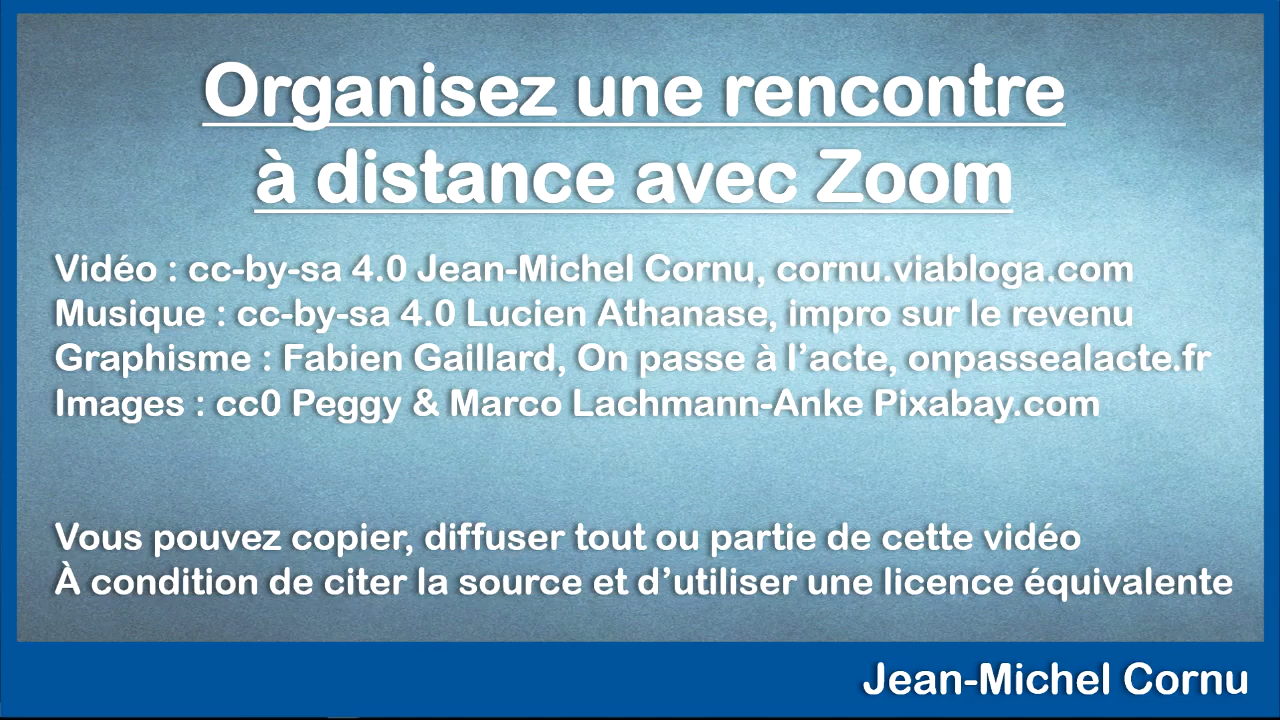 Organisez une rencontre
à distance avec Zoom
Vidéo : cc-by-sa 4.0 Jean-Michel Cornu, cornu.viabloga.com
Musique : cc-by-sa 4.0 Lucien Athanase, impro sur le revenu
Graphisme : Fabien Gaillard, On passe à l’acte, onpassealacte.fr
Images : cc0 Peggy & Marco Lachmann-Anke Pixabay.com
Vous pouvez copier, diffuser tout ou partie de cette vidéo
À condition de citer la source et d’utiliser une licence équivalente
Jean-Michel Cornu